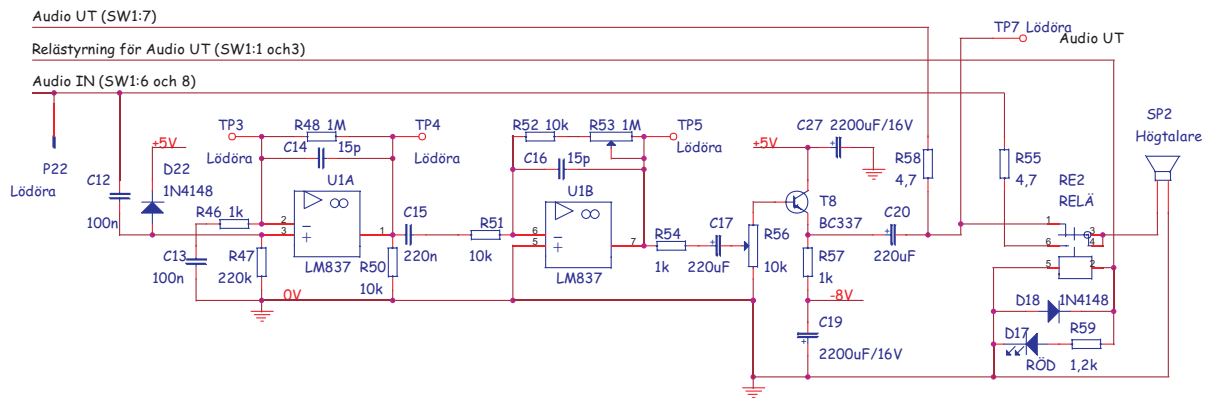 Audio UT (SW1:7)
TP7 Lödöra
Audio UT
Relästyrning för Audio UT (SW1:1 och3)
Audio IN (SW1:6 och 8)
P22
Lödöra
C12
100n
+5V
D22
1N4148
TP3
Lödöra
R48 1M
C14 15p
TP4
Lödöra
U1A
∞
2
3
1
+
LM837
R46 1k
C13
100n
R47
220k
0V
R50
10k
C15
220n
R51
10k
R52 10k
R53 1M
C16 15p
TP5
Lödöra
U1B
∞
6
5
7
+
LM837
R54
1k
C17
+
220uF
R56
10k
+5V
C27 2200uF/16V
+
T8
BC337
R57
1k
-8V
C19
+
2200uF/16V
C20
+
220uF
R58
4,7
R55
4,7
SP2
Högtalare
RE2
RELÄ
1
3
6
4
5
2
D18 1N4148
D17
RÖD
R59
1,2k